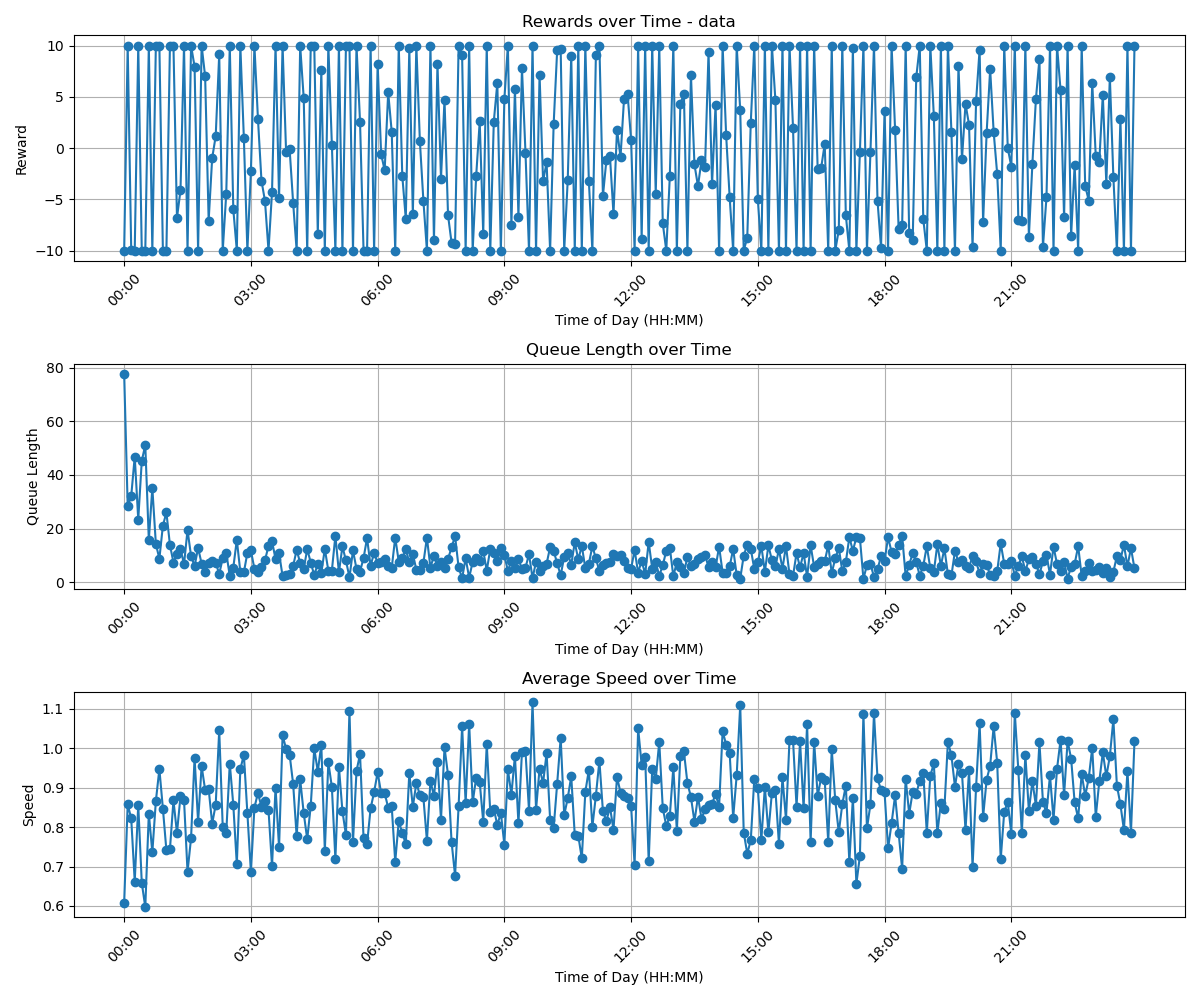 Rewards over Time - data
10
5
0
−5
−10
Reward
00:00 03:00 06:00 09:00 12:00 15:00 18:00 21:00
Time of Day (HH:MM)
Queue Length over Time
80
60
40
20
0
Queue Length
00:00 03:00 06:00 09:00 12:00 15:00 18:00 21:00
Time of Day (HH:MM)
Average Speed over Time
1.1
1.0
0.9
0.8
0.7
0.6
Speed
00:00 03:00 06:00 09:00 12:00 15:00 18:00 21:00
Time of Day (HH:MM)